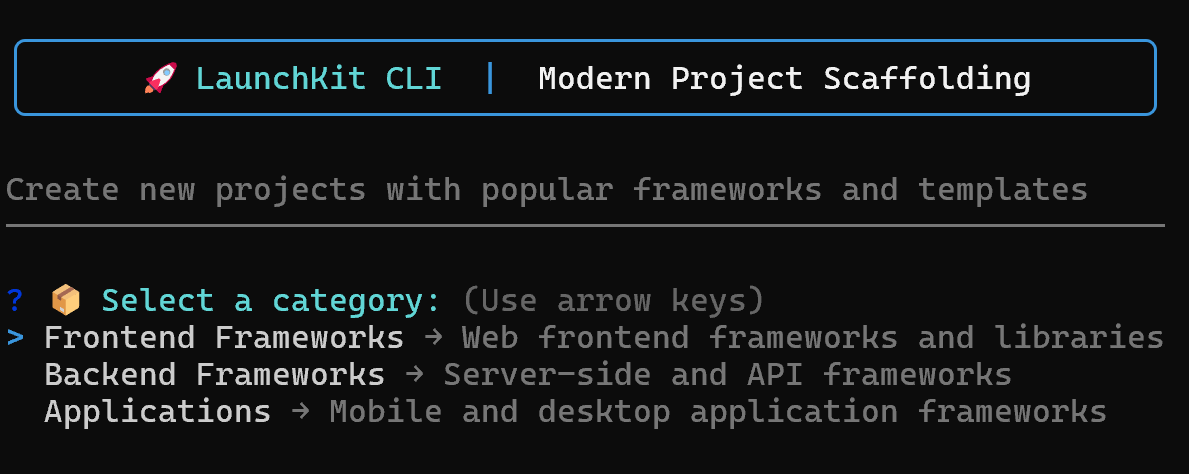 🚀 LaunchKit CLI | Modern Project Scaffolding
Create new projects with popular frameworks and templates
? 📦 Select a category: (Use arrow keys)
> Frontend Frameworks → Web frontend frameworks and libraries
Backend Frameworks → Server-side and API frameworks
Applications → Mobile and desktop application frameworks